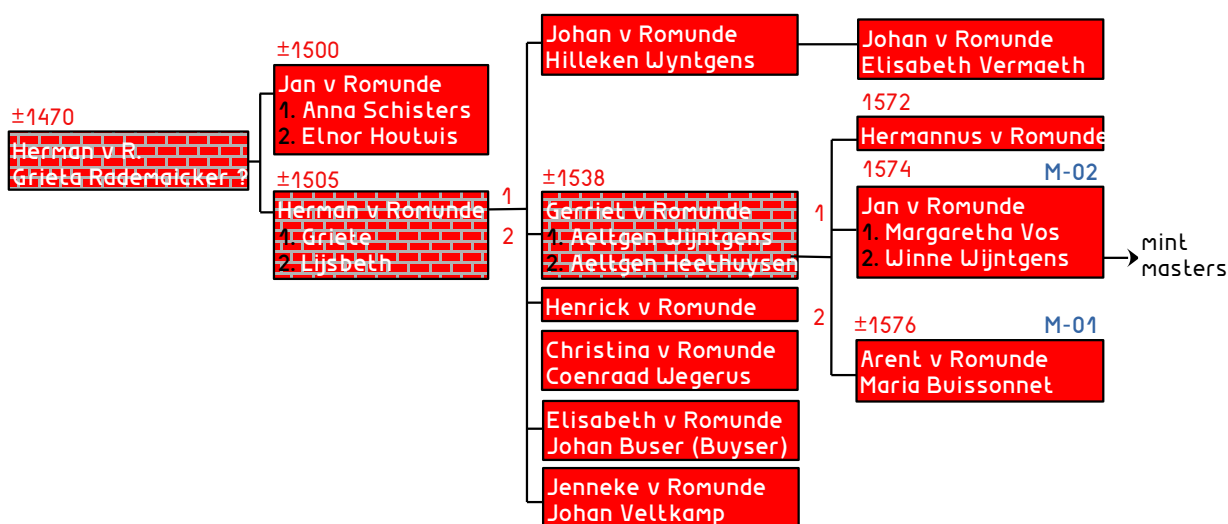 ±1470
Herman v R.
Grieta Rademaicker ?
±1500
Jan v Romunde
1. Anna Schisters
2. Elnor Houtwis
±1505
Herman v Romunde
1. Griete
2. Lijsbeth
1
2
Johan v Romunde
Hilleken Wyntgens
±1538
Gerriet v Romunde
1. Aeltgen Wijntgens
2. Aeltgen Heethuysen
Henrick v Romunde
Christina v Romunde
Coenraad Wegerus
Elisabeth v Romunde
Johan Buser (Buyser)
Jenneke v Romunde
Johan Veltkamp
1
2
Johan v Romunde
Elisabeth Vermaeth
1572
Hermannus v Romunde
1574 M-02
Jan v Romunde
1. Margaretha Vos
2. Winne Wijntgens
mint
masters
±1576 M-01
Arent v Romunde
Maria Buissonnet